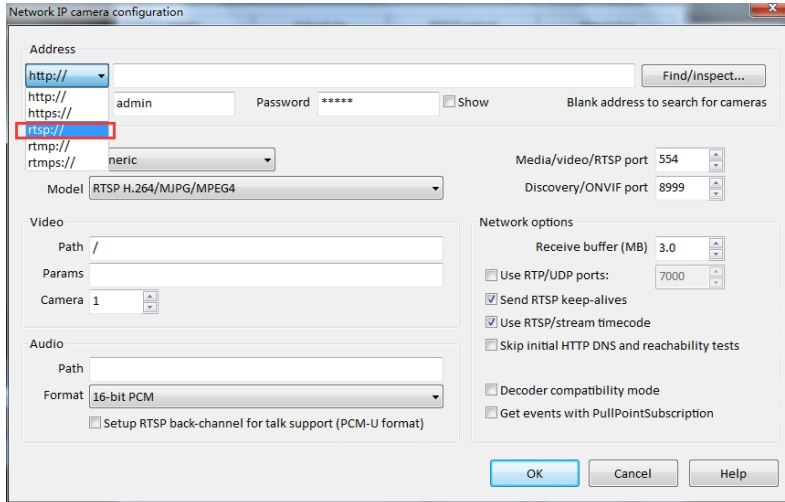 Network IP camera configuration
Address
http:// Find/inspect...
http://
https://
rtsp://
rtmp://
rtmps://
admin Password ***** Show Blank address to search for cameras
neric Media/video/RTSP port 554
Model RTSP H.264/MJPG/MPEG4 Discovery/ONVIF port 8999
Video
Path /
Params
Camera 1
Network options
Receive buffer (MB) 3.0
Use RTP/UDP ports: 7000
Send RTSP keep-alives
Use RTSP/stream timecode
Skip initial HTTP DNS and reachability tests
Decoder compatibility mode
Get events with PullPointSubscription
Audio
Path
Format 16-bit PCM
Setup RTSP back-channel for talk support (PCM-U format)
OK Cancel Help